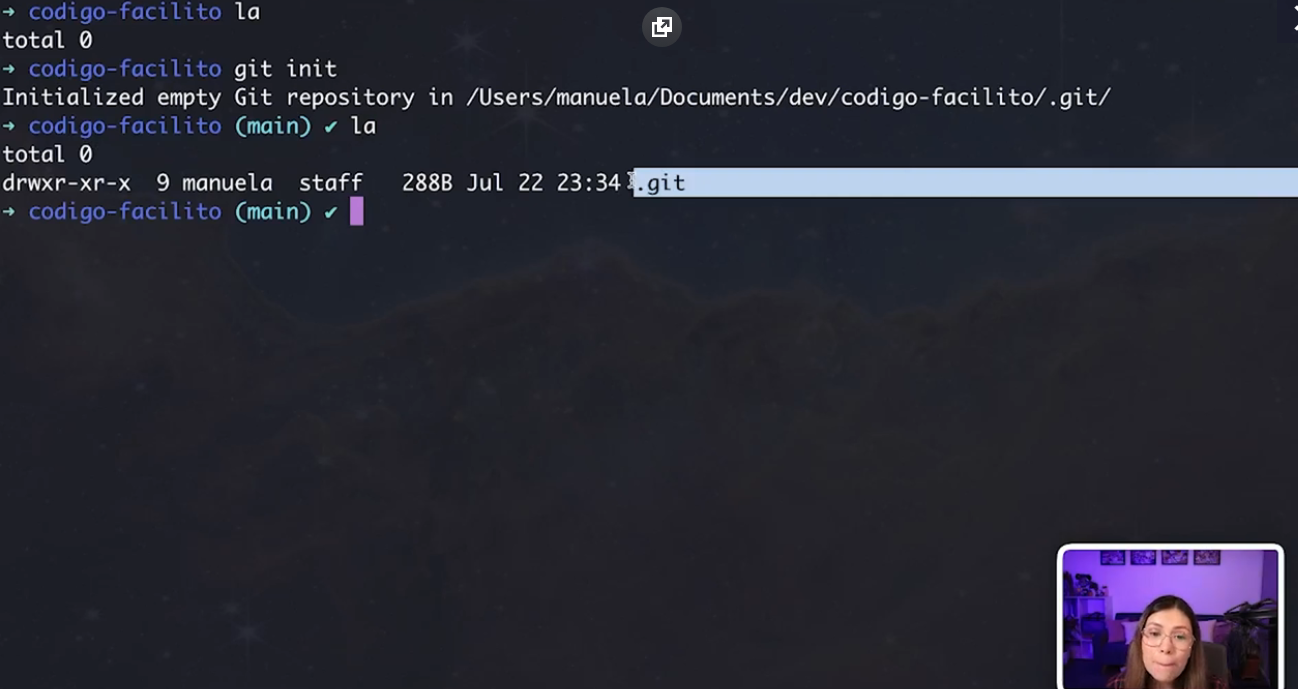 → codigo-facilito la
total 0
→ codigo-facilito git init
Initialized empty Git repository in /Users/manuela/Documents/dev/codigo-facilito/.git/
→ codigo-facilito (main) ✔ la
total 0
drwxr-xr-x  9 manuela  staff   288B Jul 22 23:34 .git
→ codigo-facilito (main) ✔